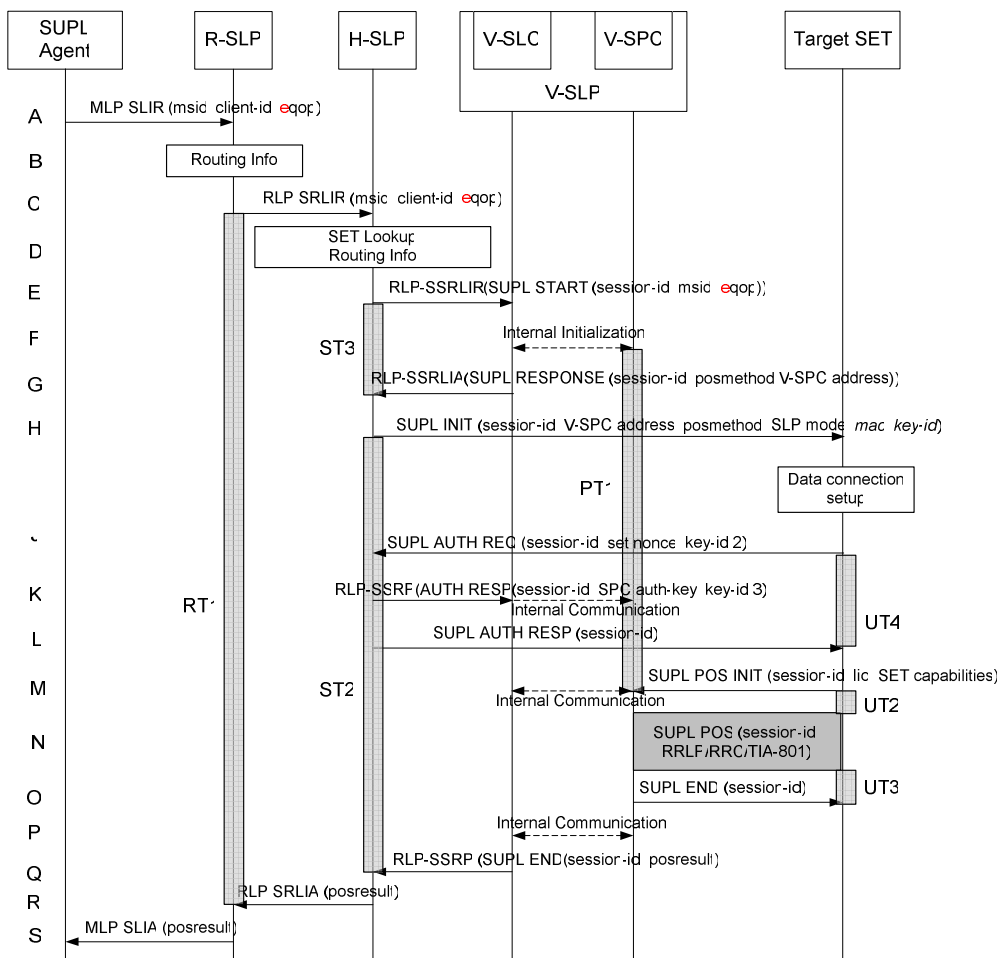 SUPL
Agent
R-SLP
H-SLP
V-SLC
V-SPC
Target SET
V-SLP
A
MLP SLIR (msid client-id eqop)
B
Routing Info
C
RLP SRLIR (msid client-id eqop)
D
SET Lookup
Routing Info
E
RLP-SSRLIR(SUPL START (session-id msid eqop))
F
Internal Initialization
ST3
G
RLP-SSRLIA(SUPL RESPONSE (session-id posmethod V-SPC address))
H
SUPL INIT (session-id V-SPC address posmethod SLP mode mac key-id)
Data connection
setup
PT1
J
SUPL AUTH REQ (session-id set nonce key-id 2)
K
RLP-SSRP(AUTH RESP(session-id SPC auth-key key-id 3)
Internal Communication
RT1
UT4
L
SUPL AUTH RESP (session-id)
SUPL POS INIT (session-id lid SET capabilities)
M
ST2
Internal Communication
UT2
N
SUPL POS (session-id
RRLP/RRC/TIA-801)
O
SUPL END (session-id)
UT3
P
Internal Communication
Q
RLP-SSRP (SUPL END(session-id posresult)
R
RLP SRLIA (posresult)
S
MLP SLIA (posresult)